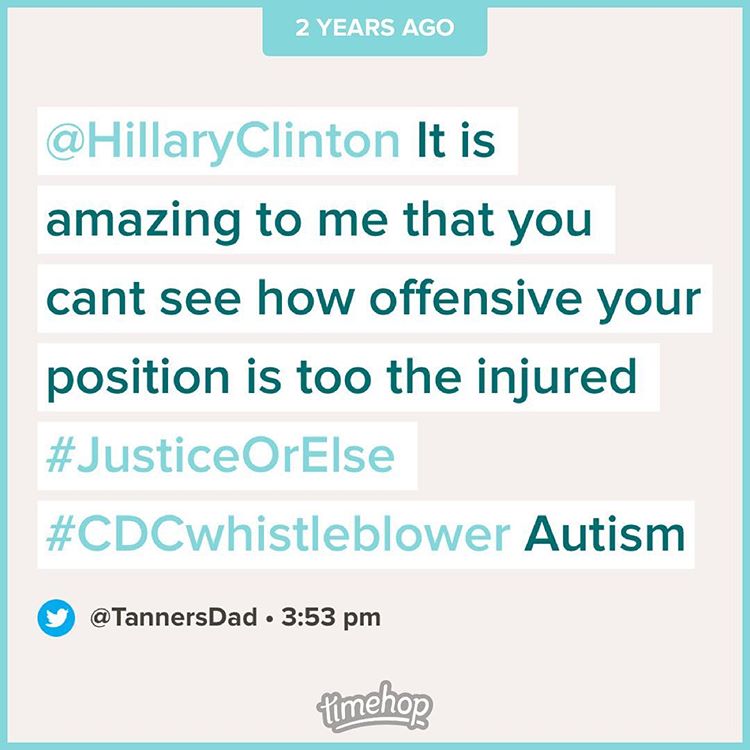 2 YEARS AGO
@HillaryClinton It is
amazing to me that you
cant see how offensive your
position is too the injured
#JusticeOrElse
#CDCwhistleblower Autism
@TannersDad • 3:53 pm
timehop